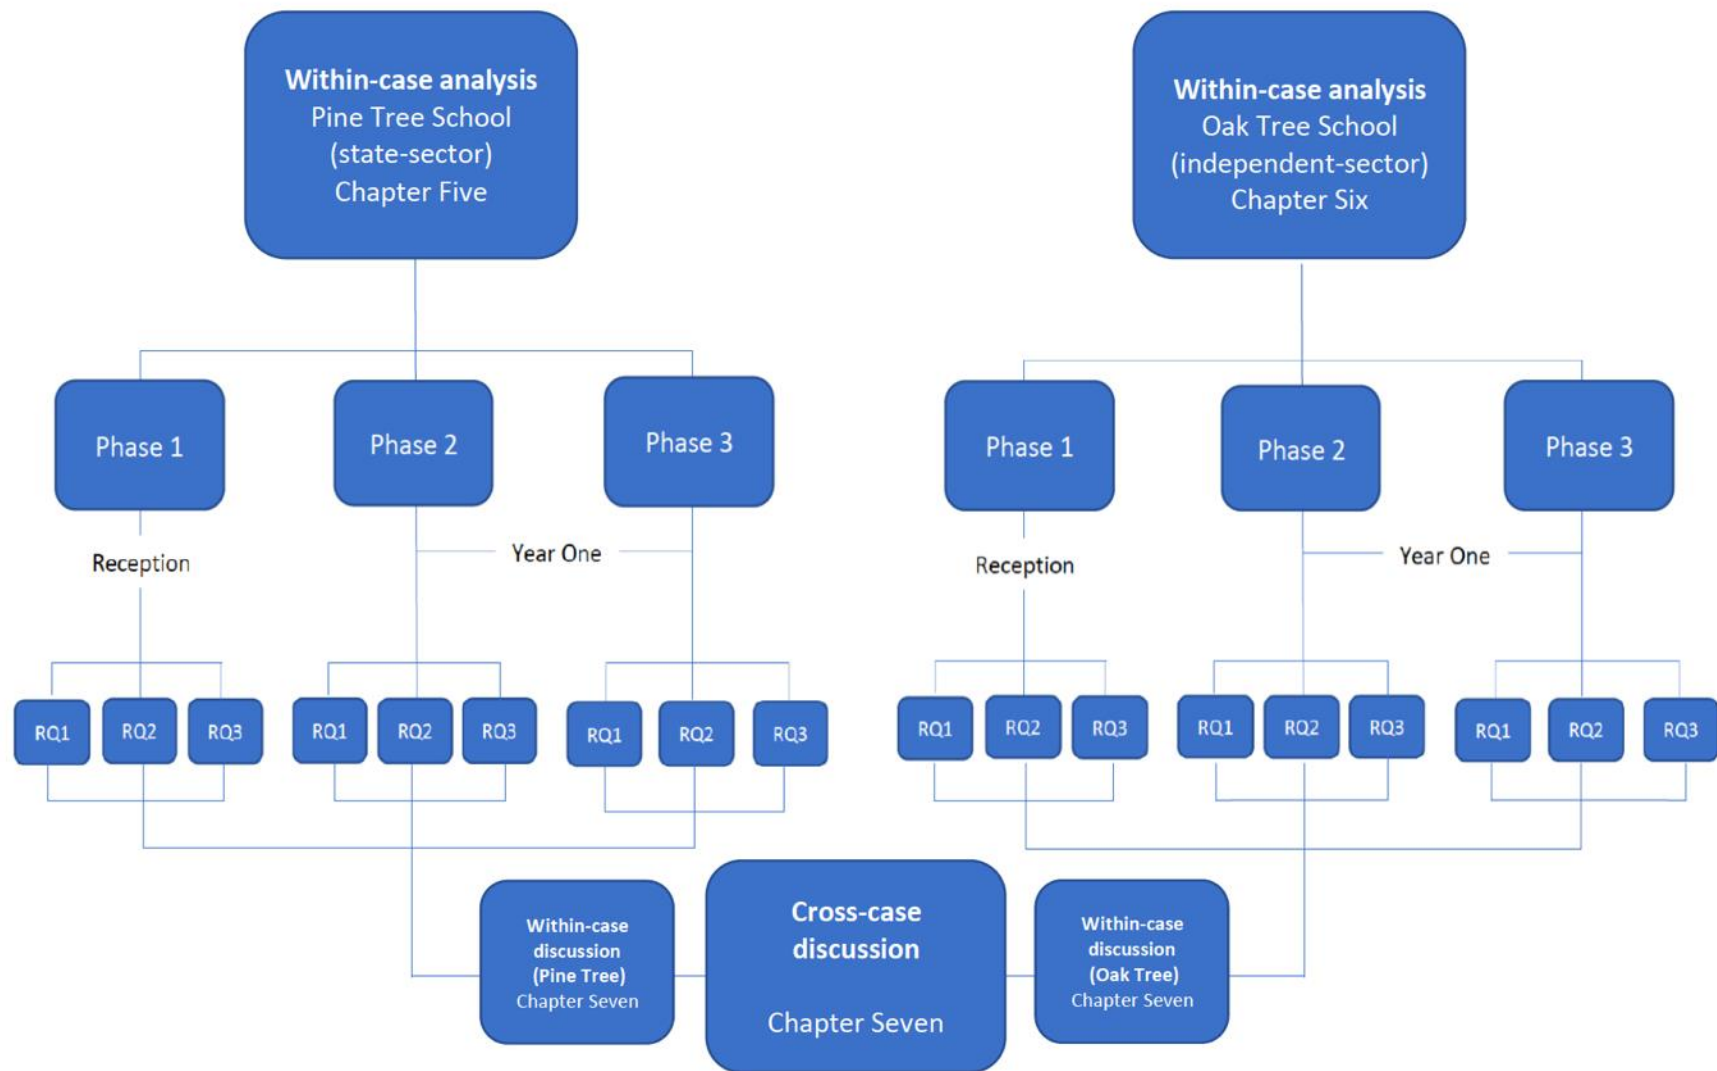 Within-case analysis
Pine Tree School
(state-sector)
Chapter Five
Within-case analysis
Oak Tree School
(independent-sector)
Chapter Six
Phase 1
Phase 2
Phase 3
Phase 1
Phase 2
Phase 3
Reception
Year One
Reception
Year One
RQ1
RQ2
RQ3
RQ1
RQ2
RQ3
RQ1
RQ2
RQ3
RQ1
RQ2
RQ3
RQ1
RQ2
RQ3
RQ1
RQ2
RQ3
Within-case
discussion
(Pine Tree)
Chapter Seven
Cross-case
discussion
Chapter Seven
Within-case
discussion
(Oak Tree)
Chapter Seven